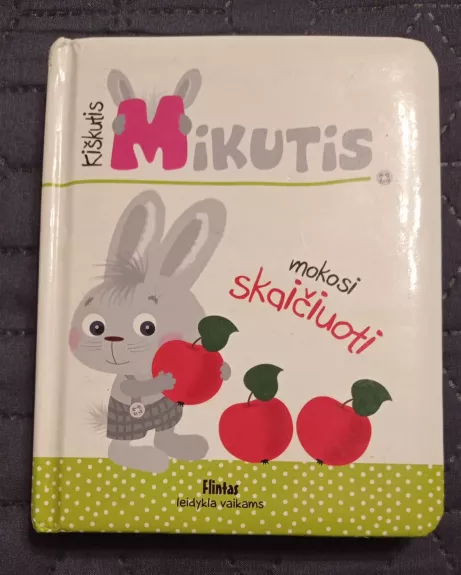 Kiškutis
Mikutis
mokosi
skaičiuoti
Flintas
leidykla vaikams